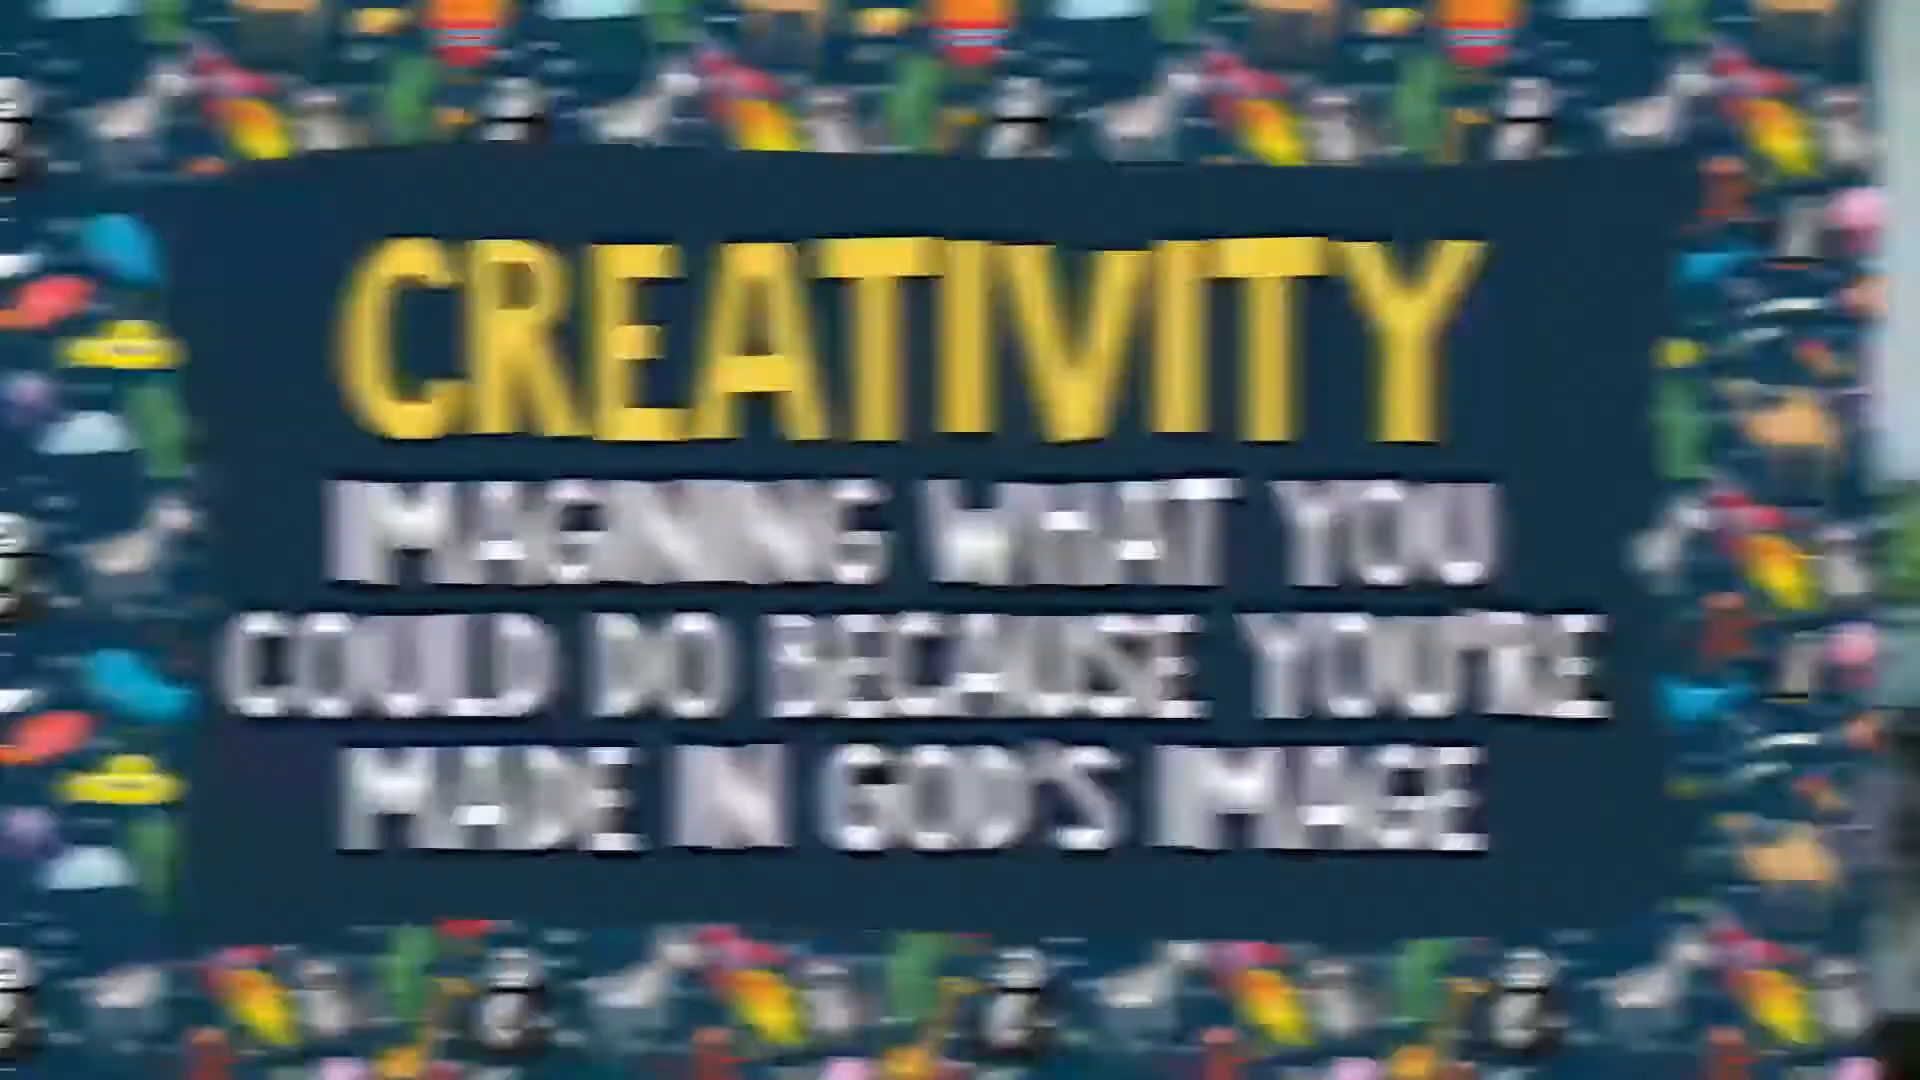 CREATIVITY
IMAGINING WHAT YOU
COULD DO BECAUSE YOU'RE
MADE IN GOD'S IMAGE